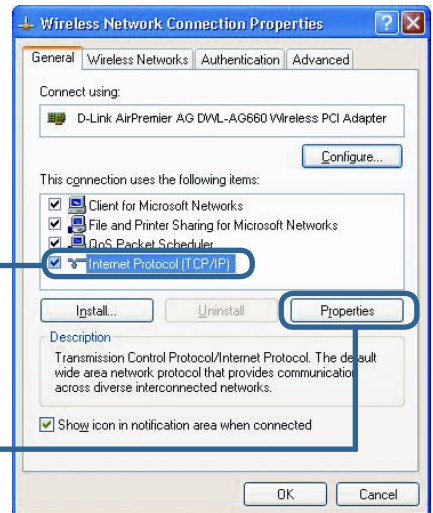 Wireless Network Connection Properties
General Wireless Networks Authentication Advanced
Connect using:
D-Link AirPremier AG DWL-AG660 Wireless PCI Adapter
Configure...
This connection uses the following items:
Client for Microsoft Networks
File and Printer Sharing for Microsoft Networks
QoS Packet Scheduler
Internet Protocol (TCP/IP)
Install... Uninstall Properties
Description
Transmission Control Protocol/Internet Protocol. The default
wide area network protocol that provides communication
across diverse interconnected networks.
Show icon in notification area when connected
OK Cancel